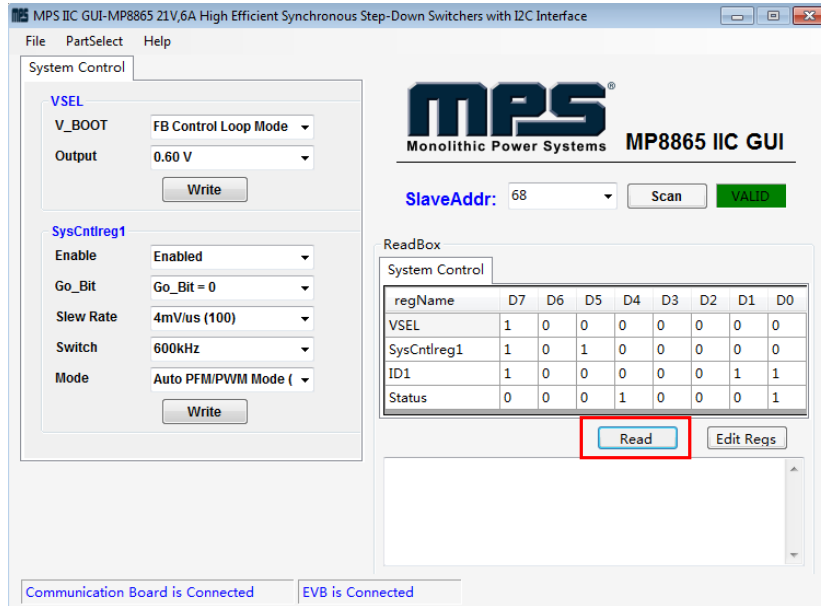 MPS IIC GUI-MP8865 21V,6A High Efficient Synchronous Step-Down Switchers with I2C Interface
File PartSelect Help
System Control
VSEL
V_BOOT FB Control Loop Mode
Output 0.60 V
Write
SysCntlreg1
Enable Enabled
Go_Bit Go_Bit = 0
Slew Rate 4mV/us (100)
Switch 600kHz
Mode Auto PFM/PWM Mode (
Write
mps®
Monolithic Power Systems MP8865 IIC GUI
SlaveAddr: 68 Scan VALID
ReadBox
System Control
regName D7 D6 D5 D4 D3 D2 D1 D0
VSEL 1 0 0 0 0 0 0 0
SysCntlreg1 1 0 1 0 0 0 0 0
ID1 1 0 0 0 0 0 1 1
Status 0 0 0 1 0 0 0 1
Read Edit Regs
Communication Board is Connected EVB is Connected